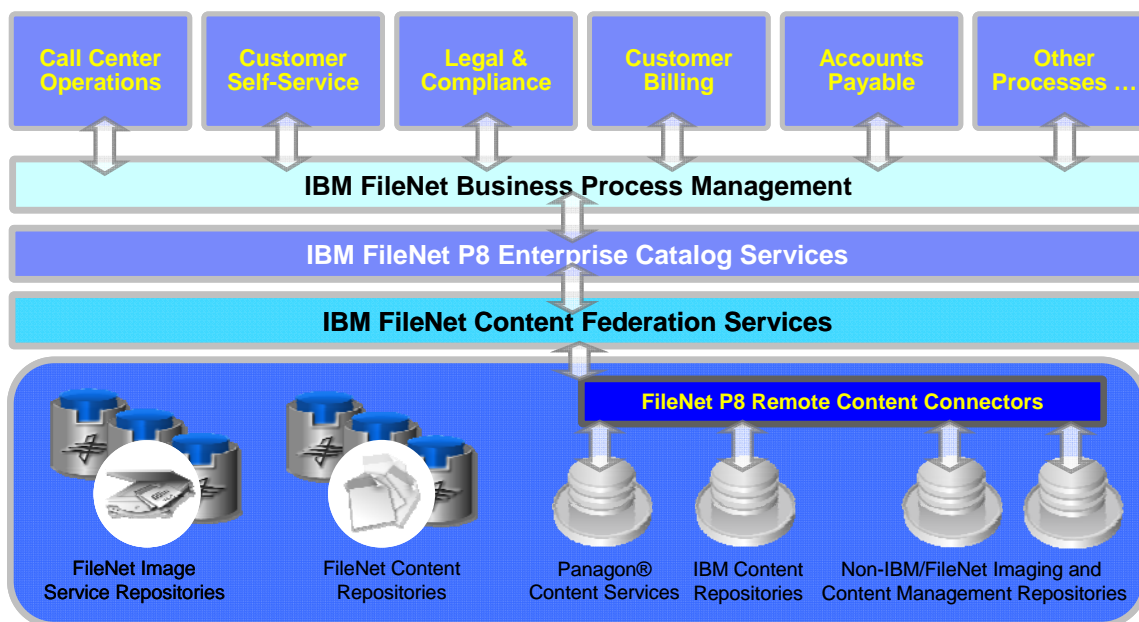 Call Center
Operations
Customer
Self-Service
Legal &
Compliance
Customer
Billing
Accounts
Payable
Other
Processes …
IBM FileNet Business Process Management
IBM FileNet P8 Enterprise Catalog Services
IBM FileNet Content Federation Services
FileNet P8 Remote Content Connectors
FileNet Image
Service Repositories
FileNet Content
Repositories
Panagon®
Content Services
IBM Content
Repositories
Non-IBM/FileNet Imaging and
Content Management Repositories